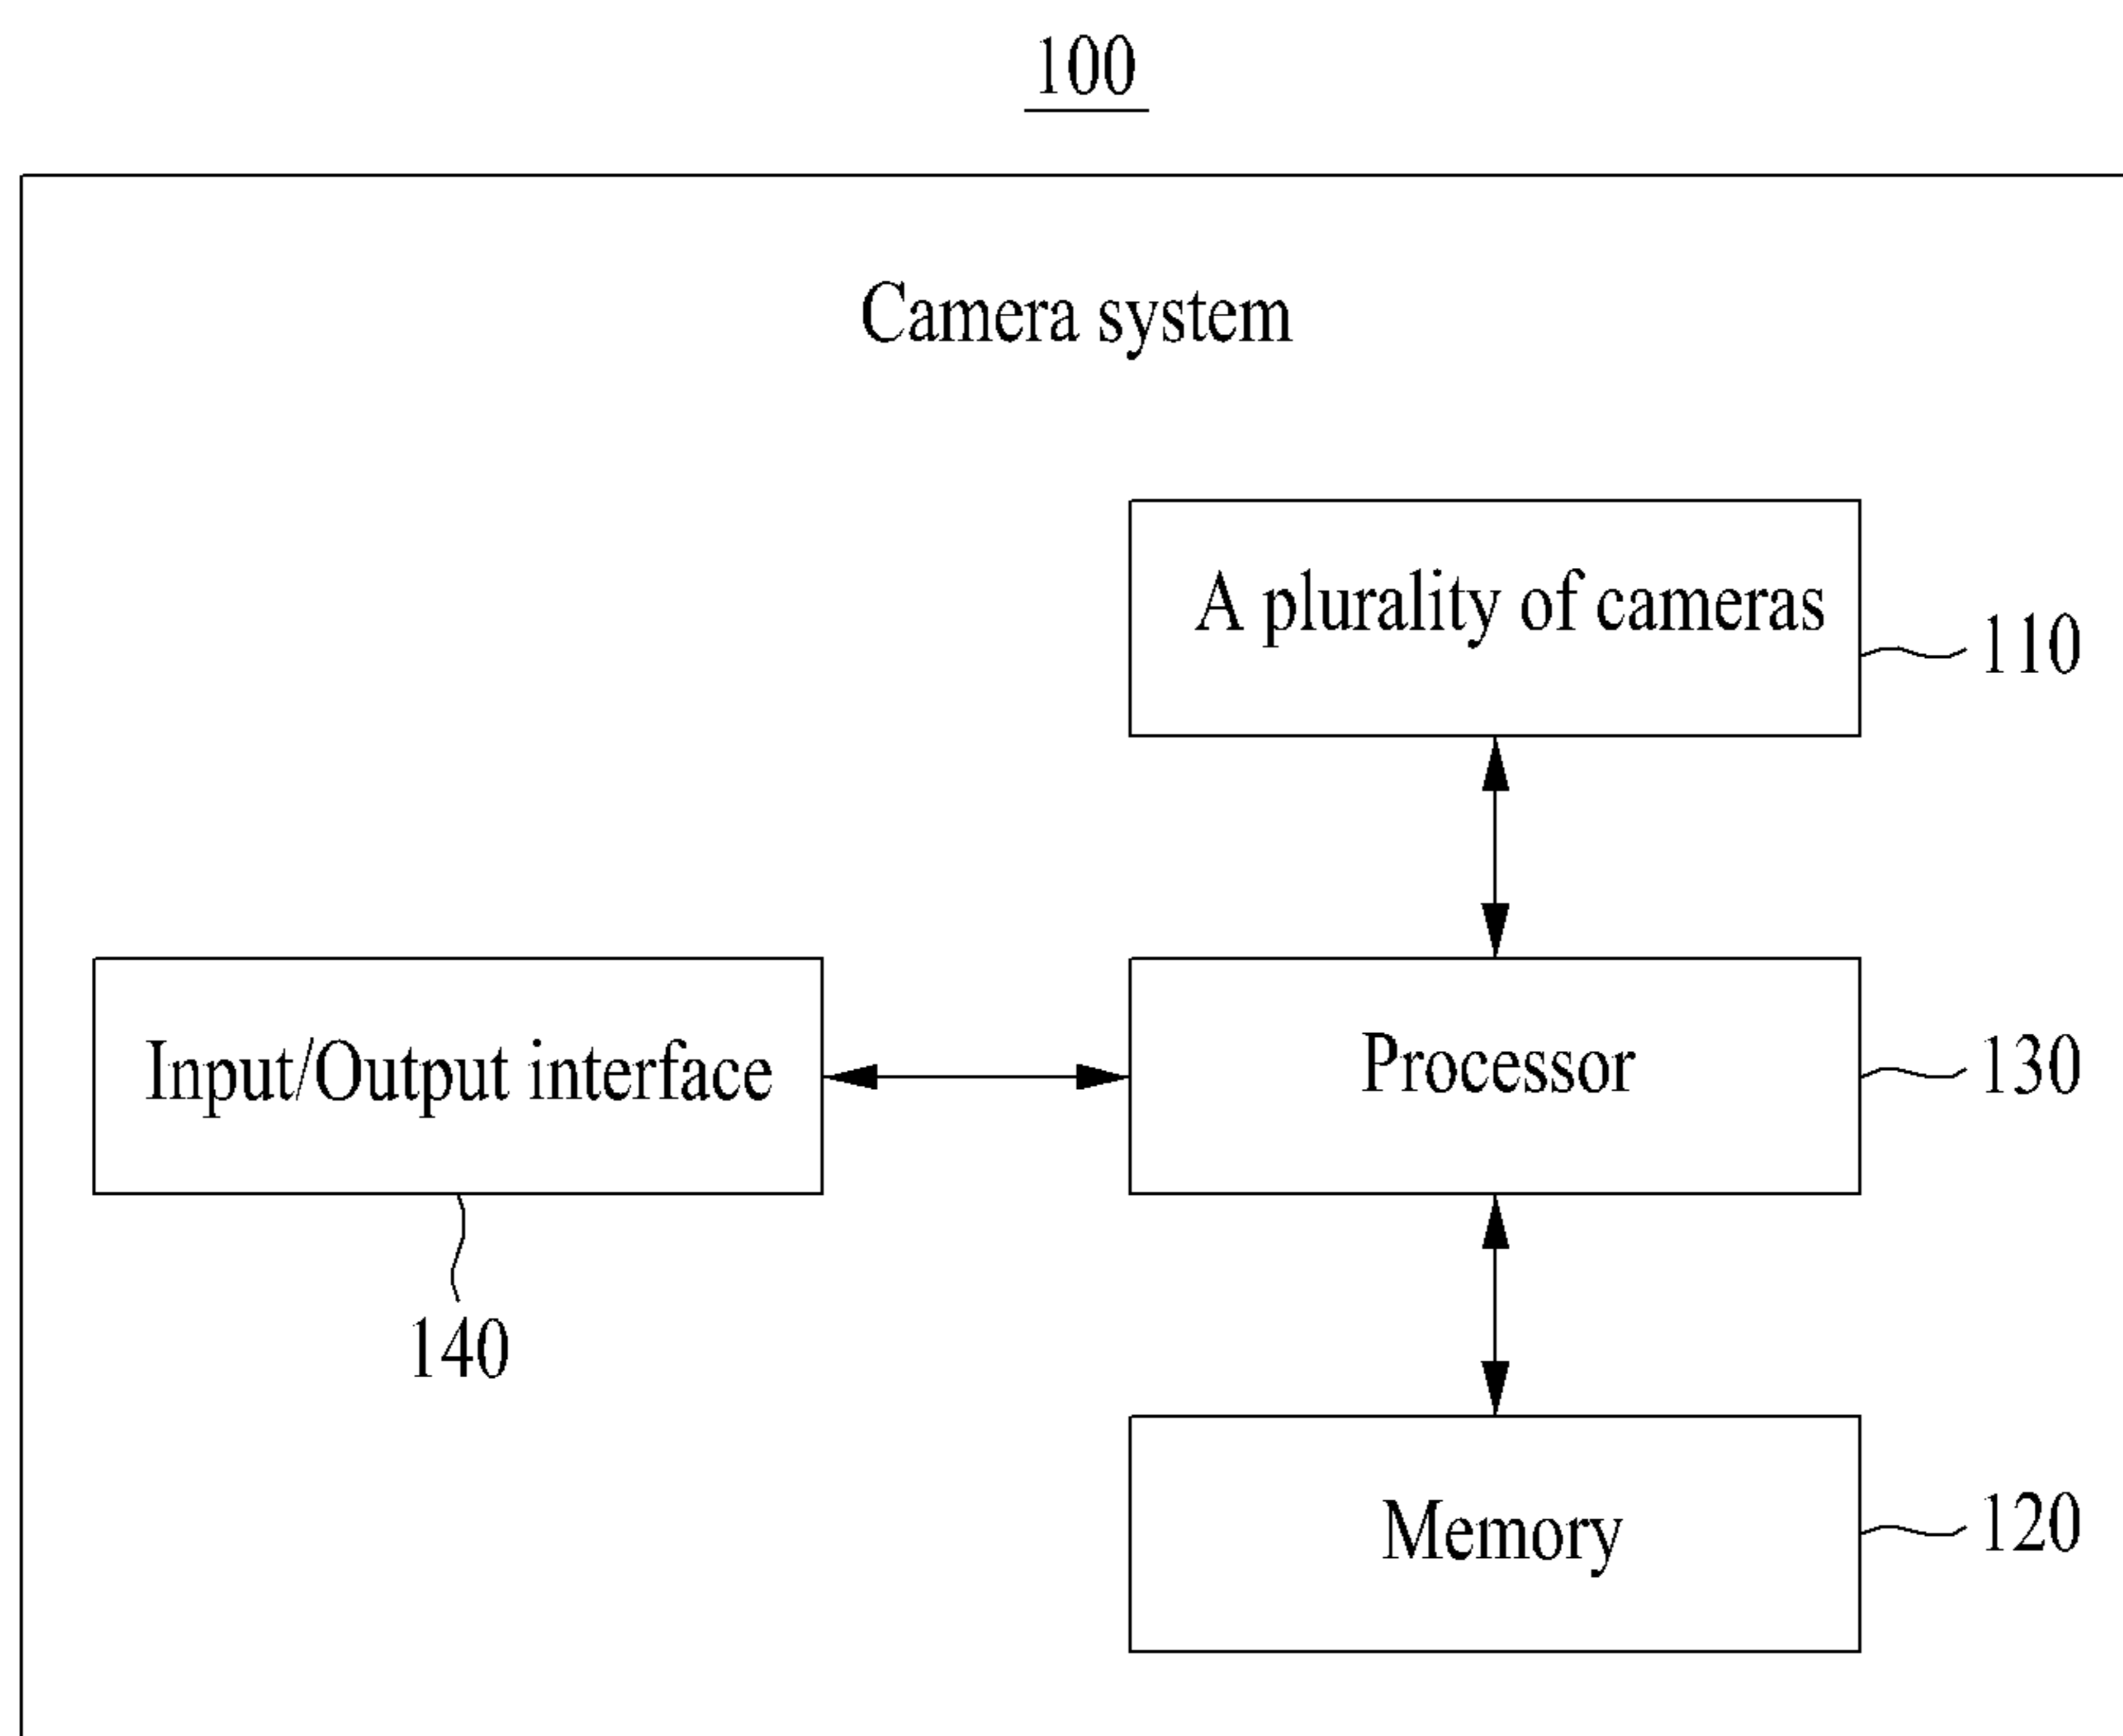 100
Camera system
A plurality of cameras
110
Input/Output interface
Processor
130
140
Memory
120